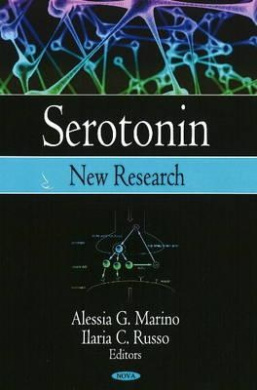 Serotonin
New Research
Alessia G. Marino
Ilaria C. Russo
Editors
NOVA